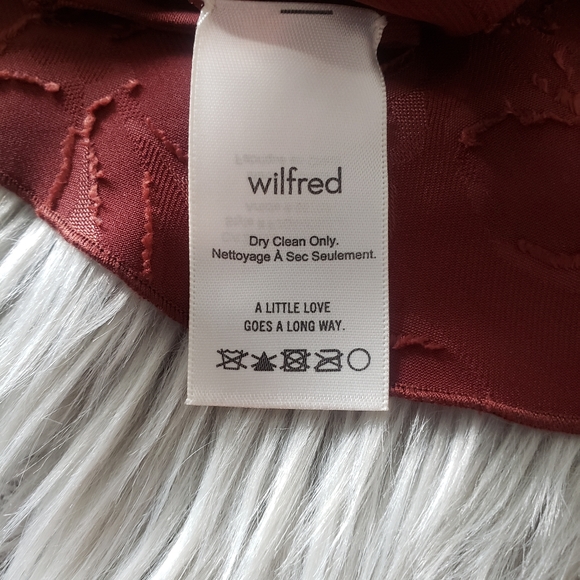 wilfred
Dry Clean Only.
Nettoyage À Sec Seulement.
A LITTLE LOVE
GOES A LONG WAY.